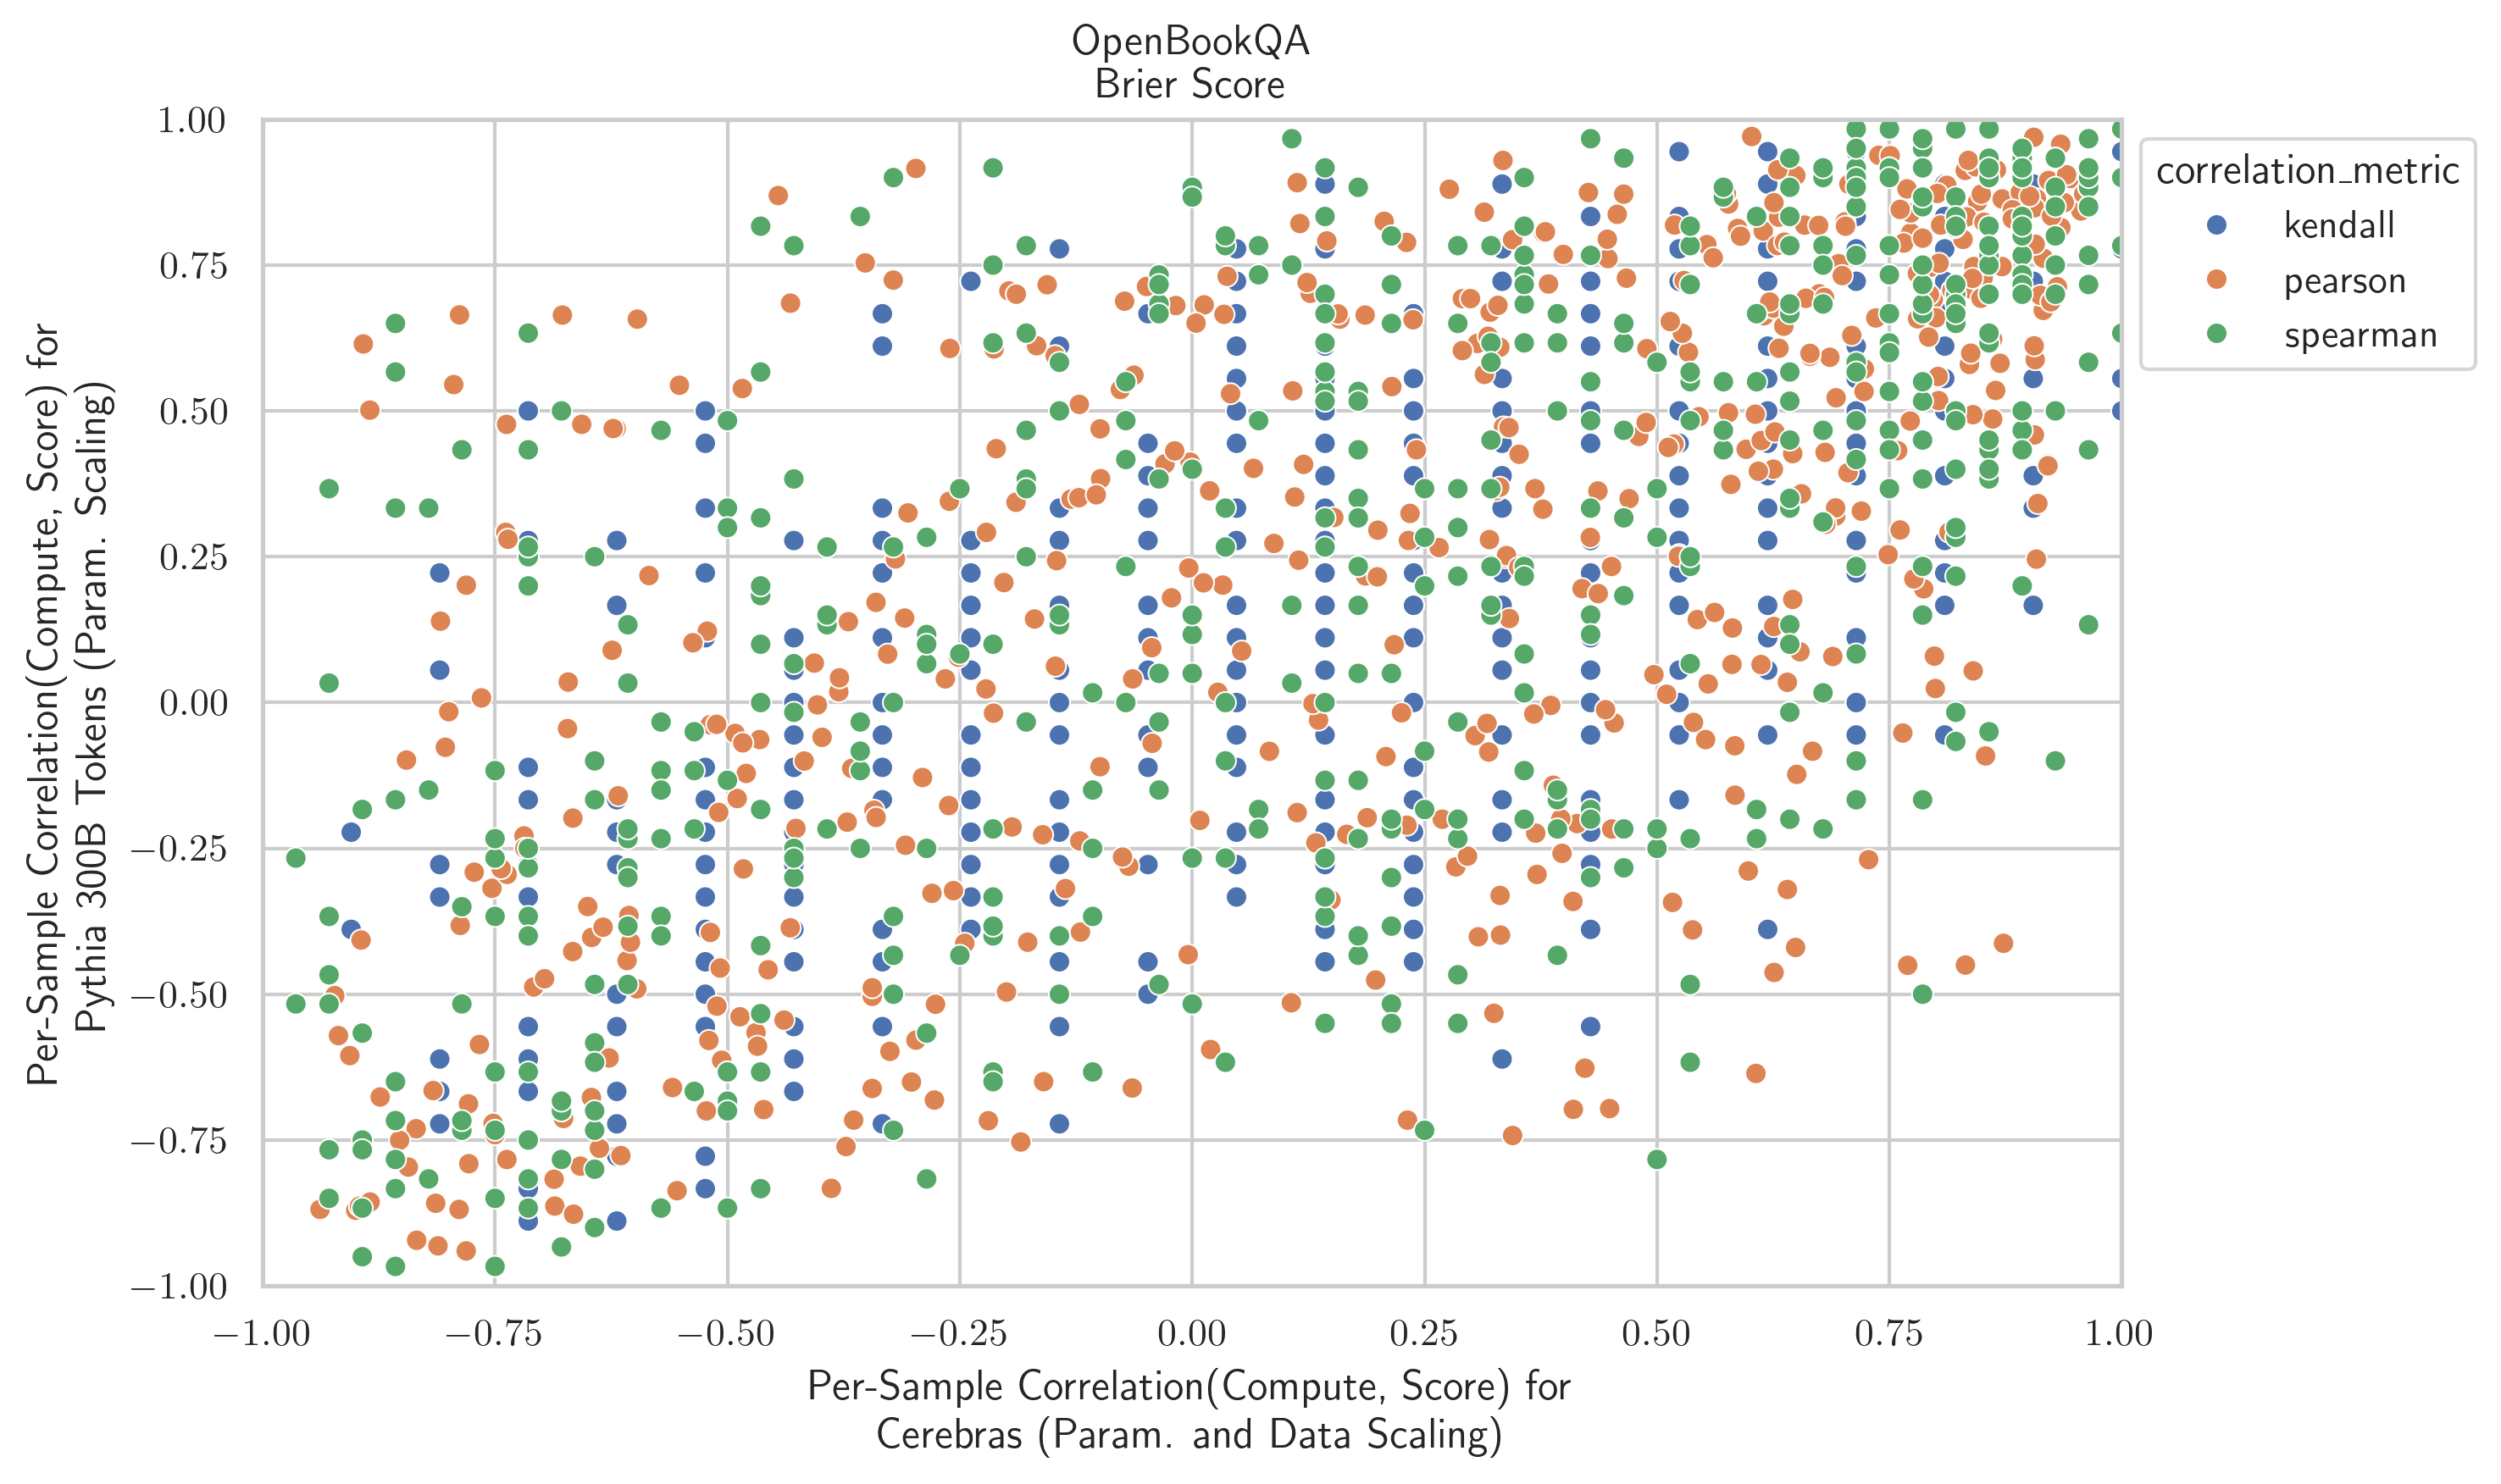 OpenBookQA
Brier Score
Per-Sample Correlation(Compute, Score) for
Pythia 300B Tokens (Param. Scaling)
1.00
0.75
0.50
0.25
0.00
−0.25
−0.50
−0.75
−1.00
−1.00 −0.75 −0.50 −0.25 0.00 0.25 0.50 0.75 1.00
Per-Sample Correlation(Compute, Score) for
Cerebras (Param. and Data Scaling)
correlation_metric
kendall
pearson
spearman